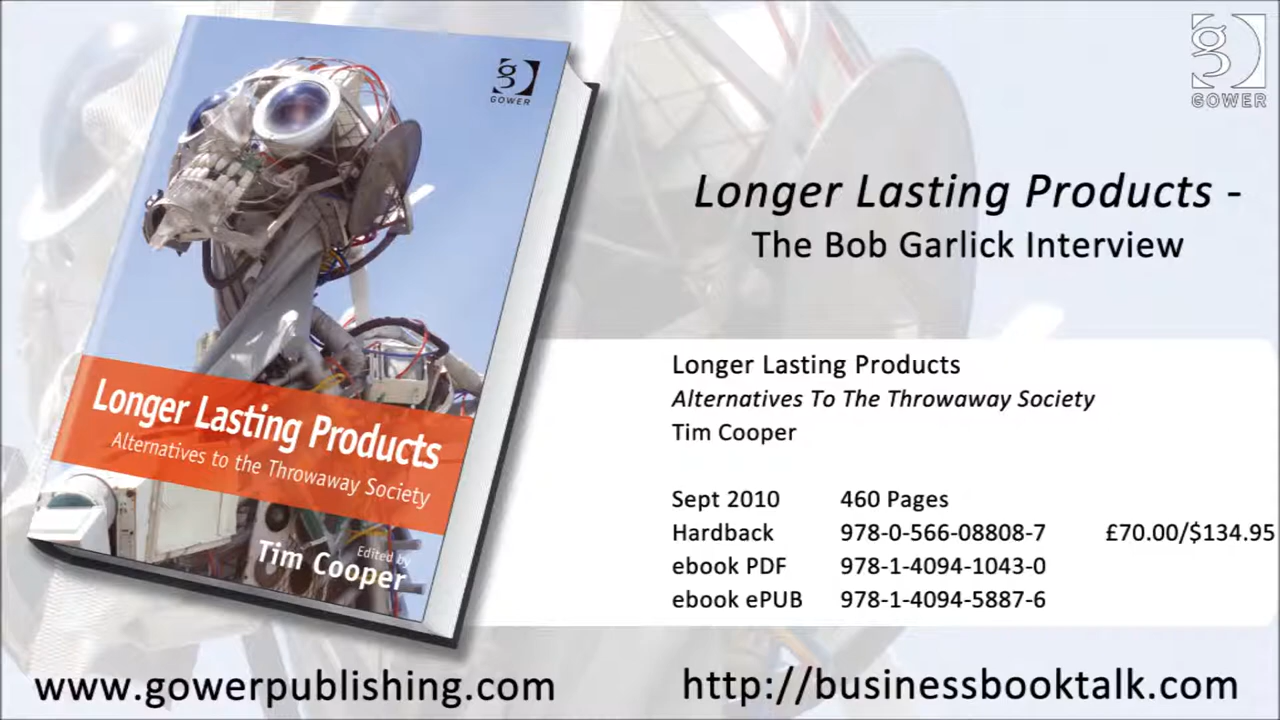 g
GOWER
Longer Lasting Products
Alternatives to the Throwaway Society
Edited by
Tim Cooper
g
GOWER
Longer Lasting Products -
The Bob Garlick Interview
Longer Lasting Products
Alternatives To The Throwaway Society
Tim Cooper
Sept 2010 460 Pages
Hardback 978-0-566-08808-7 £70.00/$134.95
ebook PDF 978-1-4094-1043-0
ebook ePUB 978-1-4094-5887-6
www.gowerpublishing.com
http://businessbooktalk.com